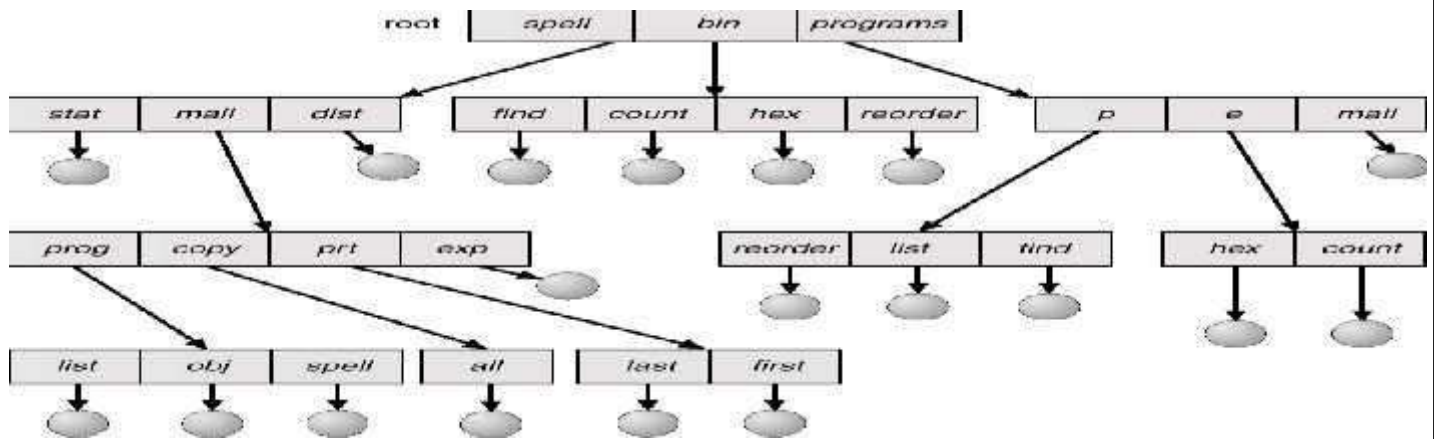 root spell bin programs
stat mail dist find count hex reorder p e mail
prog copy prt exp reorder list find hex count
list obj spell all last first